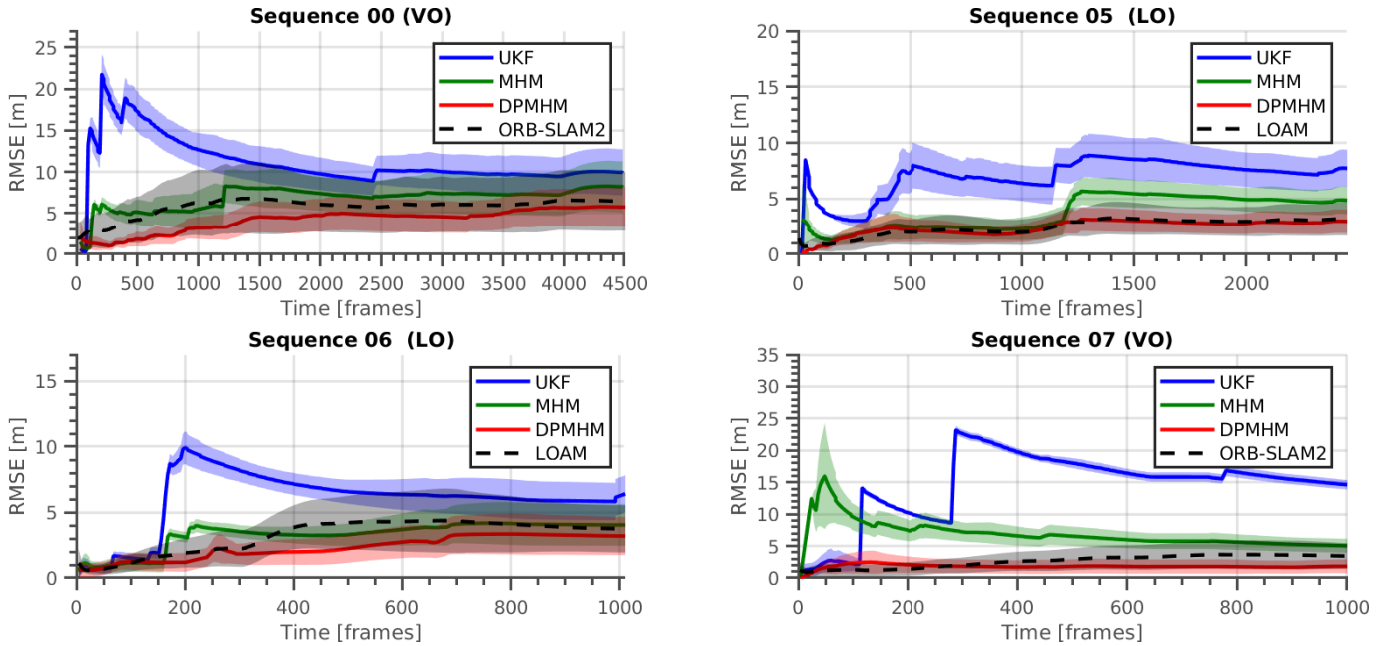 Sequence 00 (VO)
RMSE [m]
25
20
15
10
5
0
UKF
MHM
DPMHM
ORB-SLAM2
0 500 1000 1500 2000 2500 3000 3500 4000 4500
Time [frames]
Sequence 05 (LO)
RMSE [m]
20
15
10
5
0
UKF
MHM
DPMHM
LOAM
0 500 1000 1500 2000
Time [frames]
Sequence 06 (LO)
RMSE [m]
15
10
5
0
UKF
MHM
DPMHM
LOAM
0 200 400 600 800 1000
Time [frames]
Sequence 07 (VO)
RMSE [m]
35
30
25
20
15
10
5
0
UKF
MHM
DPMHM
ORB-SLAM2
0 200 400 600 800 1000
Time [frames]